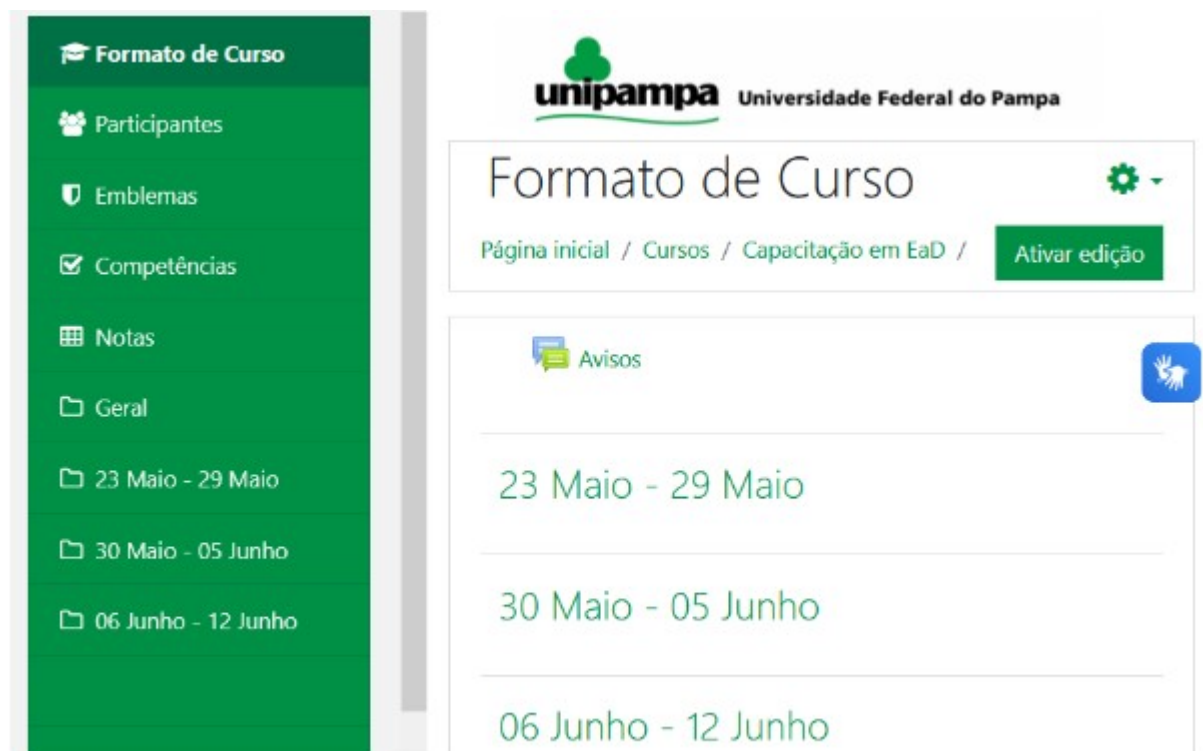 Formato de Curso
Participantes
Emblemas
Competências
Notas
Geral
23 Maio - 29 Maio
30 Maio - 05 Junho
06 Junho - 12 Junho
unipampa Universidade Federal do Pampa
Formato de Curso
Página inicial / Cursos / Capacitação em EaD /
Ativar edição
Avisos
23 Maio - 29 Maio
30 Maio - 05 Junho
06 Junho - 12 Junho